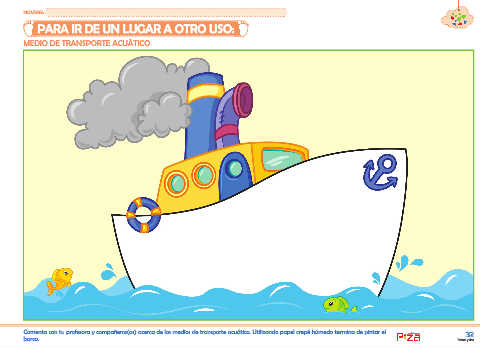 NOMBRE:
PARA IR DE UN LUGAR A OTRO USO:
MEDIO DE TRANSPORTE ACUÁTICO
Comenta con tu profesora y compañeros(as) acerca de los medios de transporte acuático. Utilizando papel crepé húmedo termina de pintar el
barco.